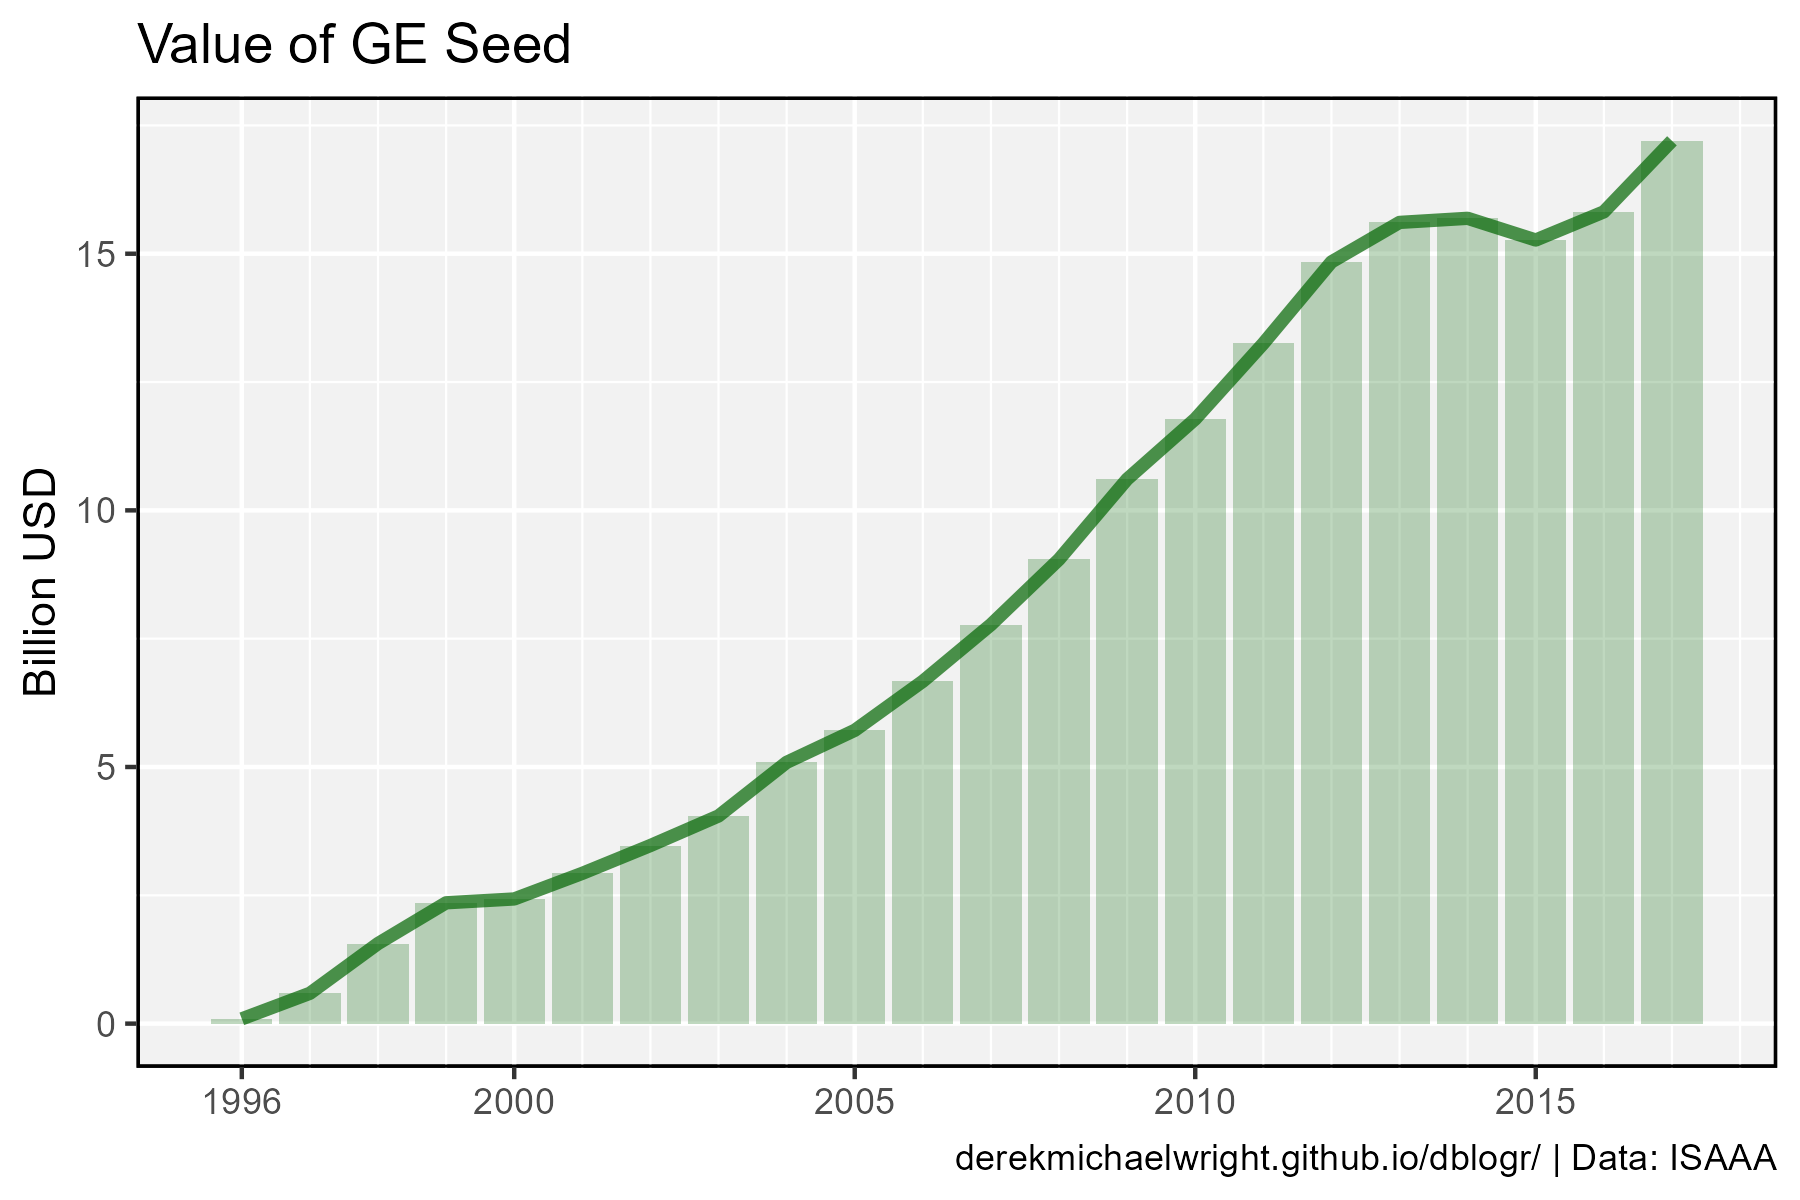 Value of GE Seed
Billion USD
15
10
5
0
1996 2000 2005 2010 2015
derekmichaelwright.github.io/dblogr/ | Data: ISAAA